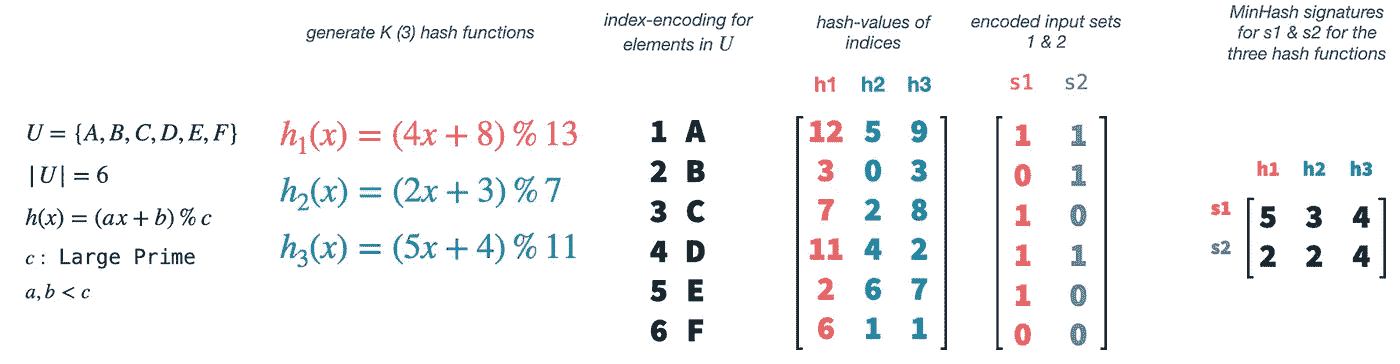 generate K (3) hash functions
index-encoding for
elements in U
hash-values of
indices
encoded input sets
1 & 2
MinHash signatures
for s1 & s2 for the
three hash functions
h1 h2 h3
s1 s2
U = {A, B, C, D, E, F}
|U| = 6
h(x) = (ax + b) % c
c : Large Prime
a, b < c
h₁(x) = (4x + 8) % 13
h₂(x) = (2x + 3) % 7
h₃(x) = (5x + 4) % 11
1 A
2 B
3 C
4 D
5 E
6 F
12 5 9
3 0 3
7 2 8
11 4 2
2 6 7
6 1 1
1 1
0 1
1 0
1 1
1 0
0 0
h1 h2 h3
s1 5 3 4
s2 2 2 4